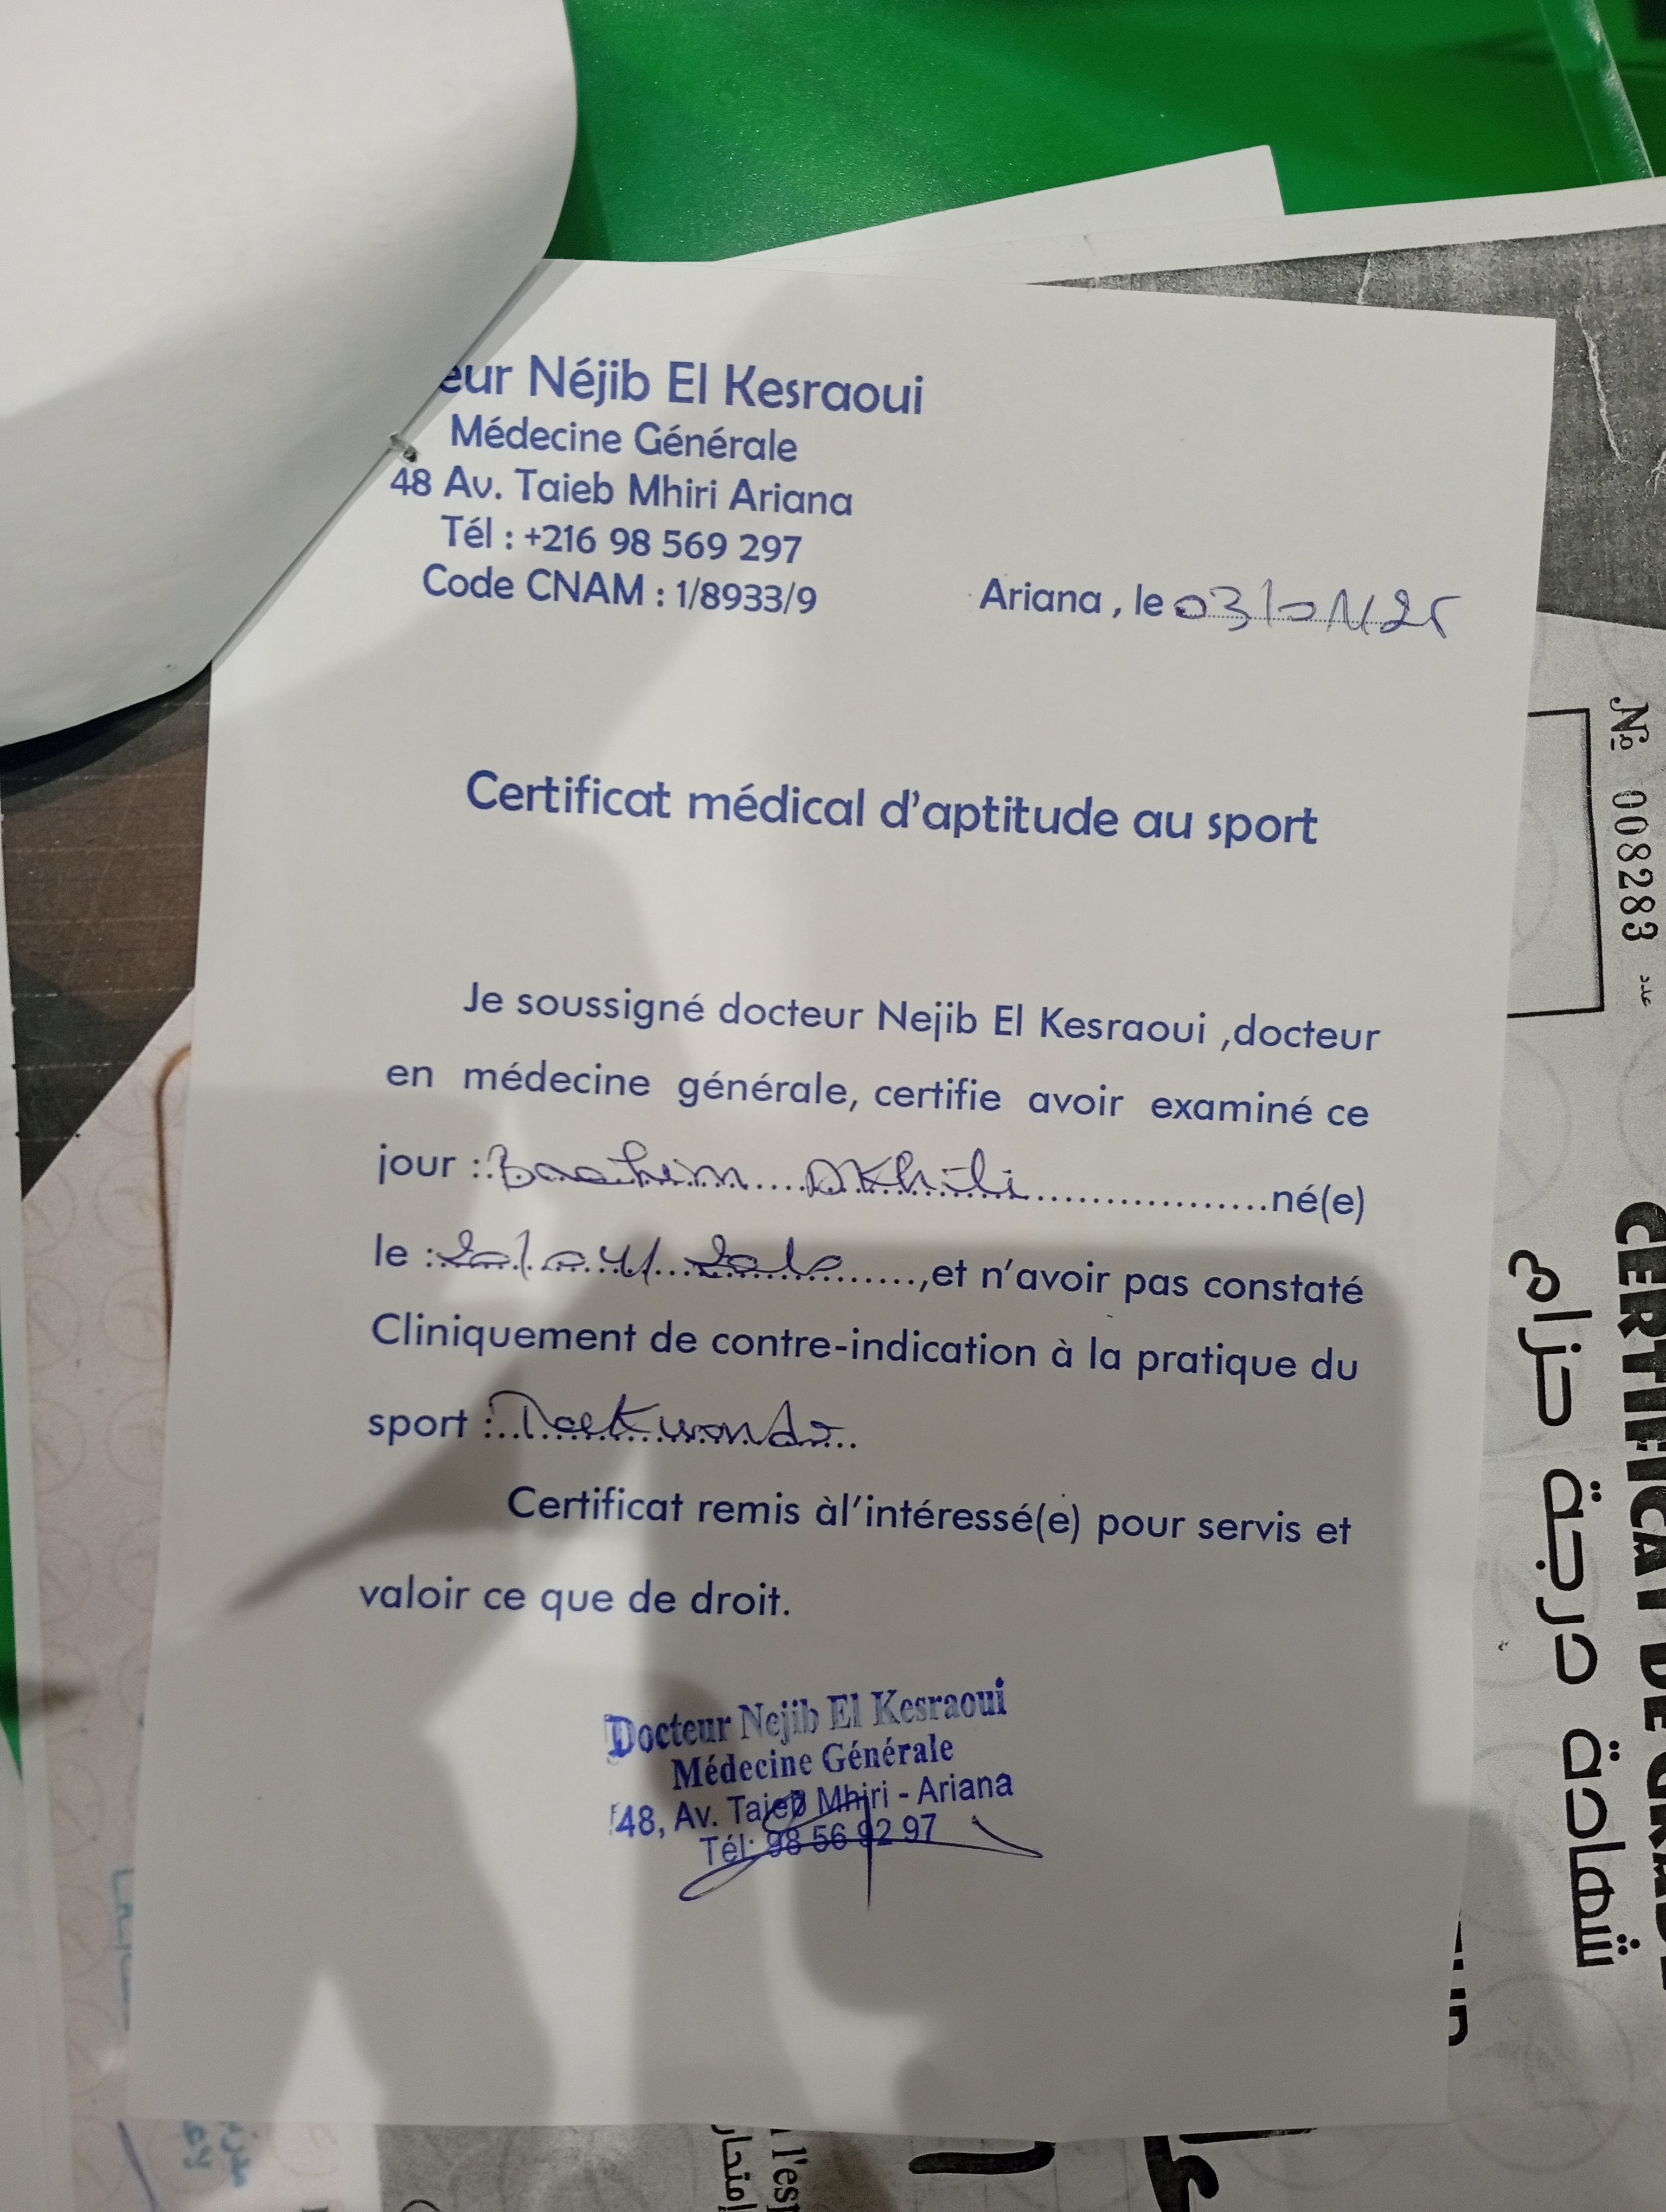 eur Néjib El Kesraoui
Médecine Générale
48 Av. Taieb Mhiri Ariana
Tél : +216 98 569 297
Code CNAM : 1/8933/9
Ariana , le 03/01/25
Certificat médical d'aptitude au sport
Je soussigné docteur Nejib El Kesraoui ,docteur
en médecine générale, certifie avoir examiné ce
jour : né(e)
le : ,et n'avoir pas constaté
Cliniquement de contre-indication à la pratique du
sport : Taekwondo
Certificat remis àl'intéressé(e) pour servis et
valoir ce que de droit.
Docteur Nejib El Kesraoui
Médecine Générale
48, Av. Taieb Mhiri - Ariana
Tél: 98 56 92 97
№ 008283 عدد
CERTIFICAT DE GRADE
شهادة درجة حزام